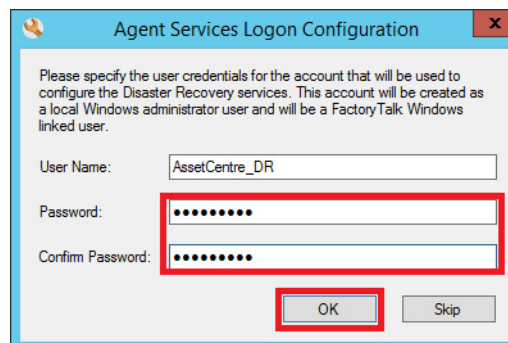 Agent Services Logon Configuration
x
Please specify the user credentials for the account that will be used to
configure the Disaster Recovery services. This account will be created as
a local Windows administrator user and will be a FactoryTalk Windows
linked user.
User Name: AssetCentre_DR
Password: •••••••••
Confirm Password: •••••••••
OK Skip